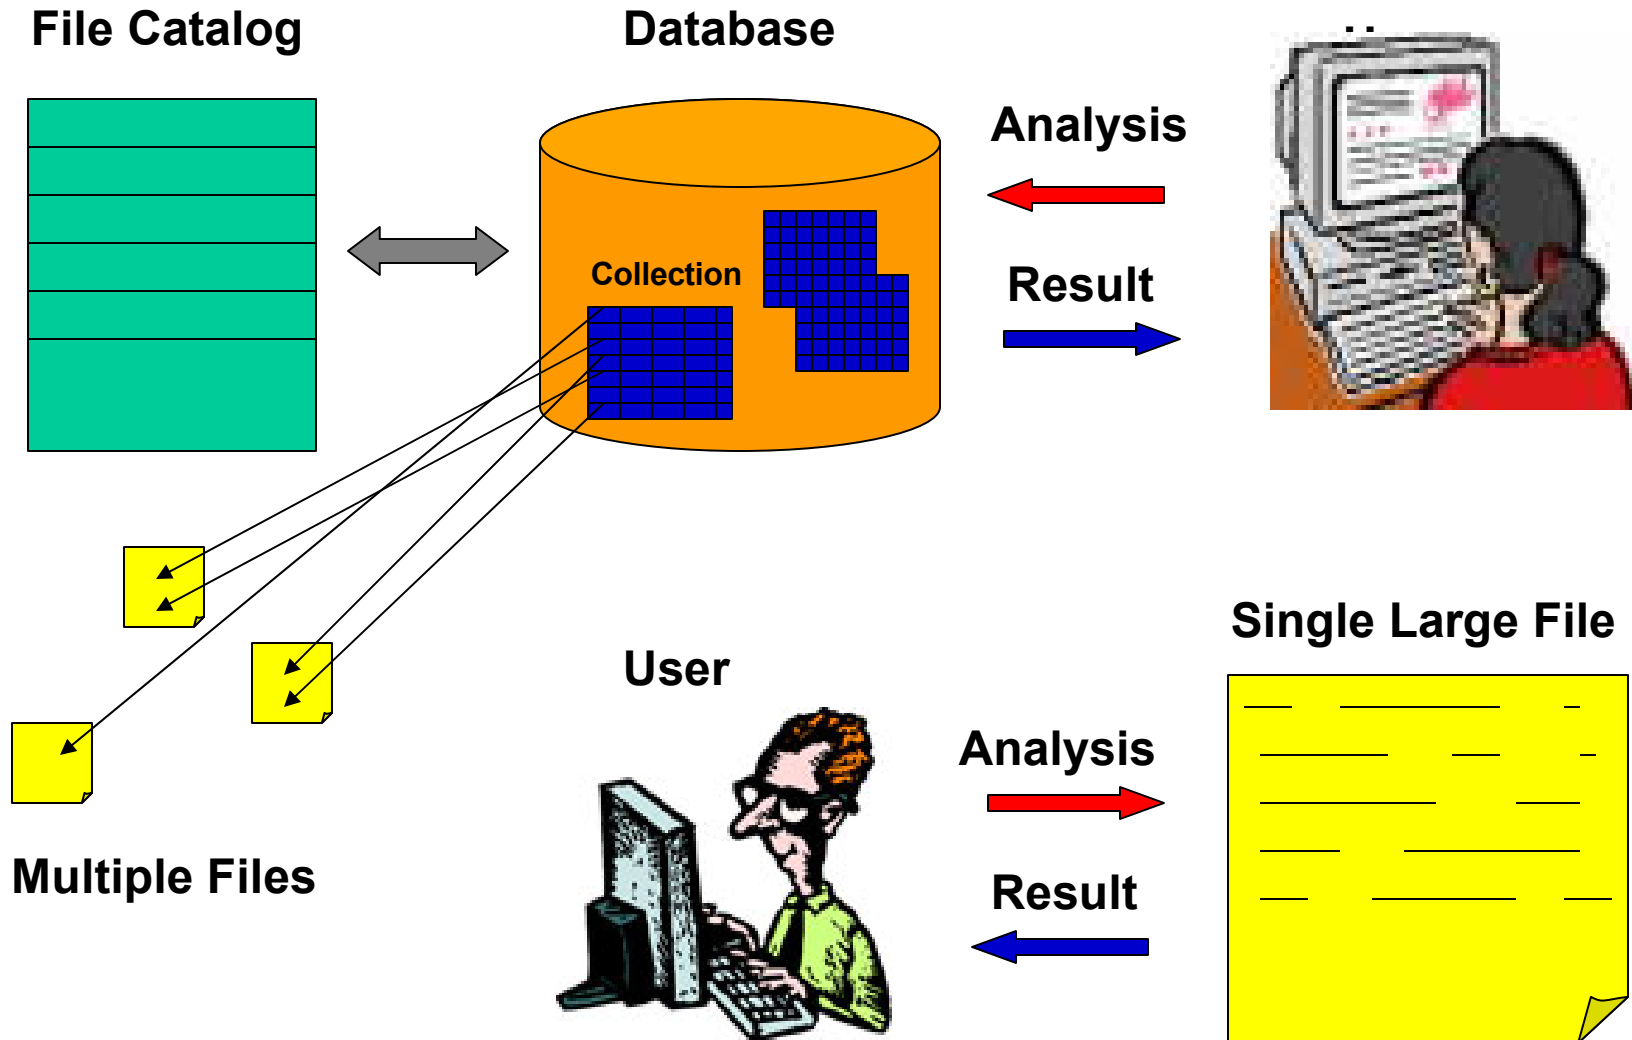 File Catalog
Database
Analysis
Result
Collection
Single Large File
User
Analysis
Result
Multiple Files